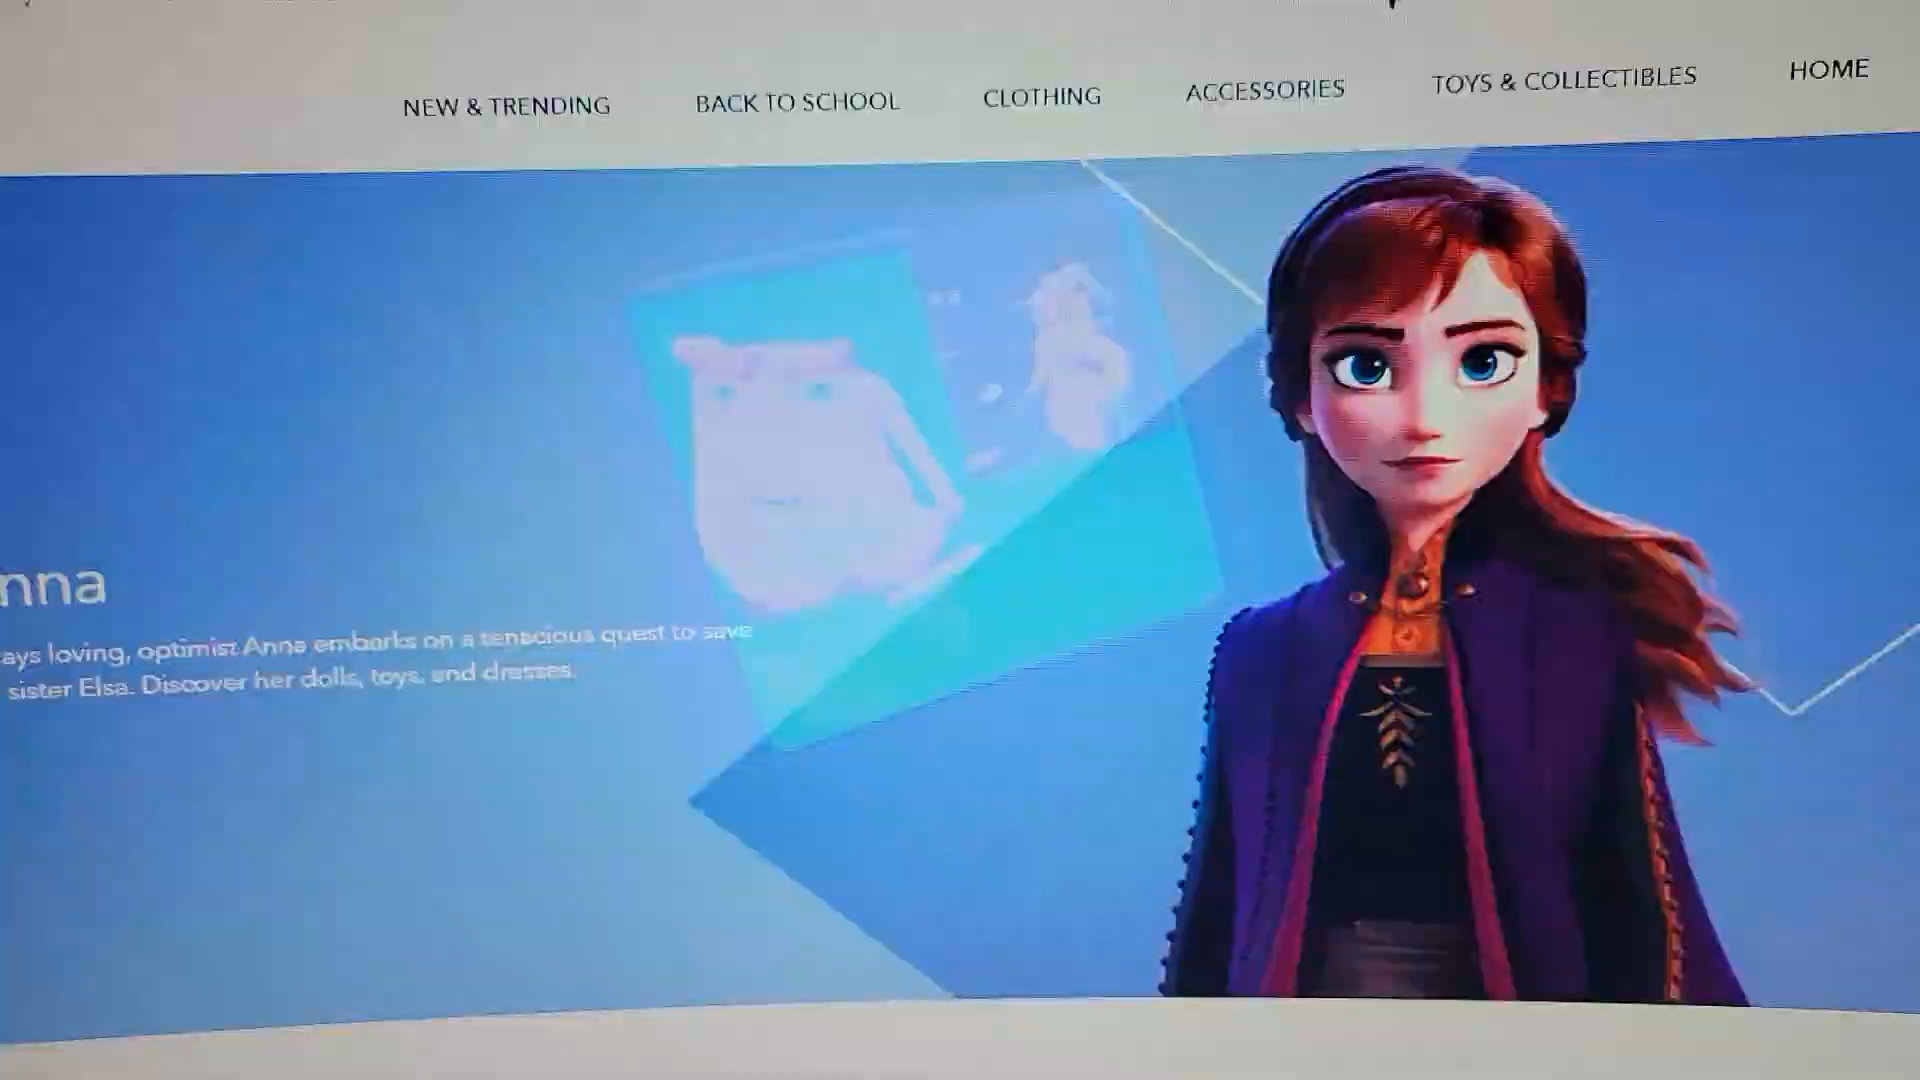 NEW & TRENDING BACK TO SCHOOL CLOTHING ACCESSORIES TOYS & COLLECTIBLES HOME
nna
ays loving, optimist Anna embarks on a tenacious quest to save
sister Elsa. Discover her dolls, toys, and dresses.